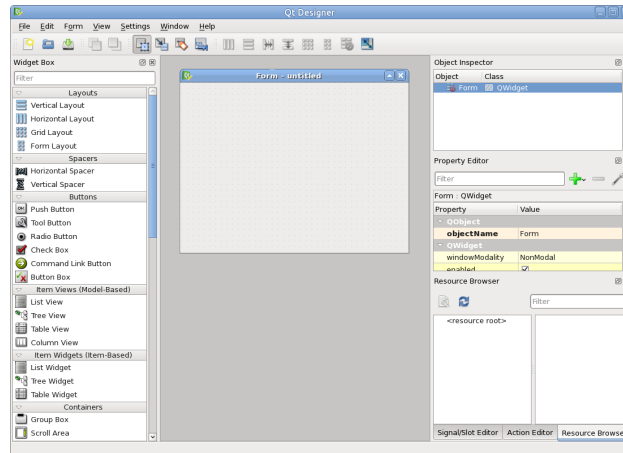 Qt Designer
File Edit Form View Settings Window Help
Widget Box
Filter
Layouts
Vertical Layout
Horizontal Layout
Grid Layout
Form Layout
Spacers
Horizontal Spacer
Vertical Spacer
Buttons
Push Button
Tool Button
Radio Button
Check Box
Command Link Button
Button Box
Item Views (Model-Based)
List View
Tree View
Table View
Column View
Item Widgets (Item-Based)
List Widget
Tree Widget
Table Widget
Containers
Group Box
Scroll Area
Form - untitled
Object Inspector
Object Class
Form QWidget
Property Editor
Filter
Form : QWidget
Property Value
QObject
objectName Form
QWidget
windowModality NonModal
enabled
Resource Browser
Filter
<resource root>
Signal/Slot Editor Action Editor Resource Browse